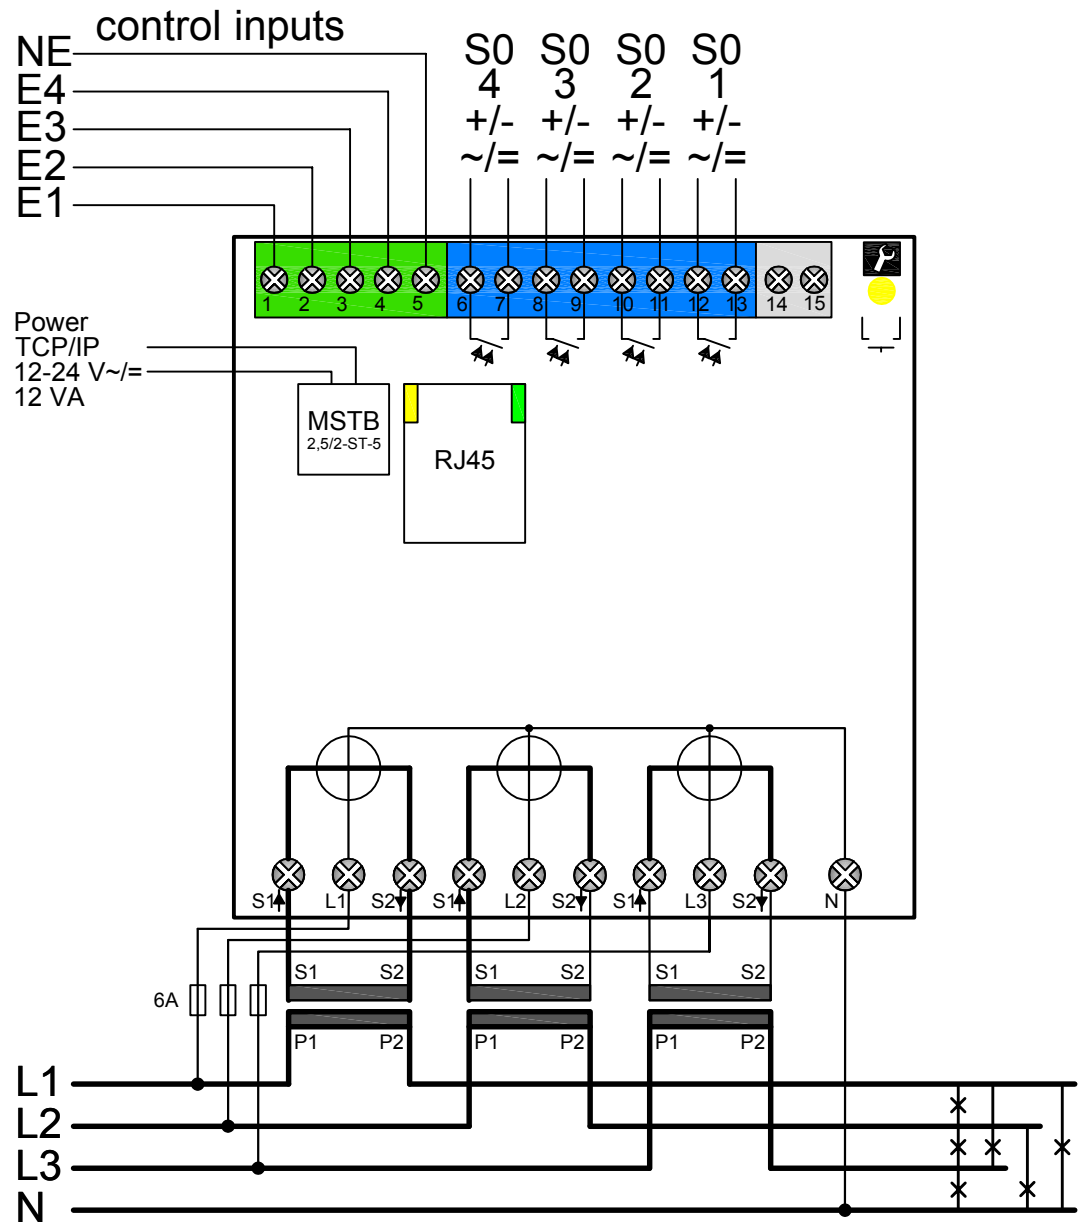 control inputs
NE
E4
E3
E2
E1
S0 S0 S0 S0
4 3 2 1
+/- +/- +/- +/-
~/= ~/= ~/= ~/=
1 2 3 4 5 6 7 8 9 10 11 12 13 14 15
Power
TCP/IP
12-24 V~/=
12 VA
MSTB
2,5/2-ST-5
RJ45
S1 L1 S2 S1 L2 S2 S1 L3 S2 N
S1 S2 S1 S2 S1 S2
6A
P1 P2 P1 P2 P1 P2
L1
L2
L3
N